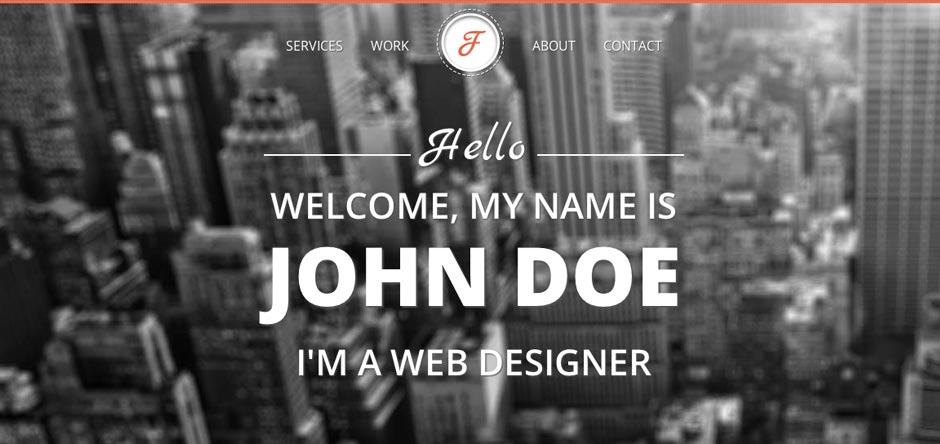 SERVICES WORK F ABOUT CONTACT
Hello
WELCOME, MY NAME IS
JOHN DOE
I'M A WEB DESIGNER